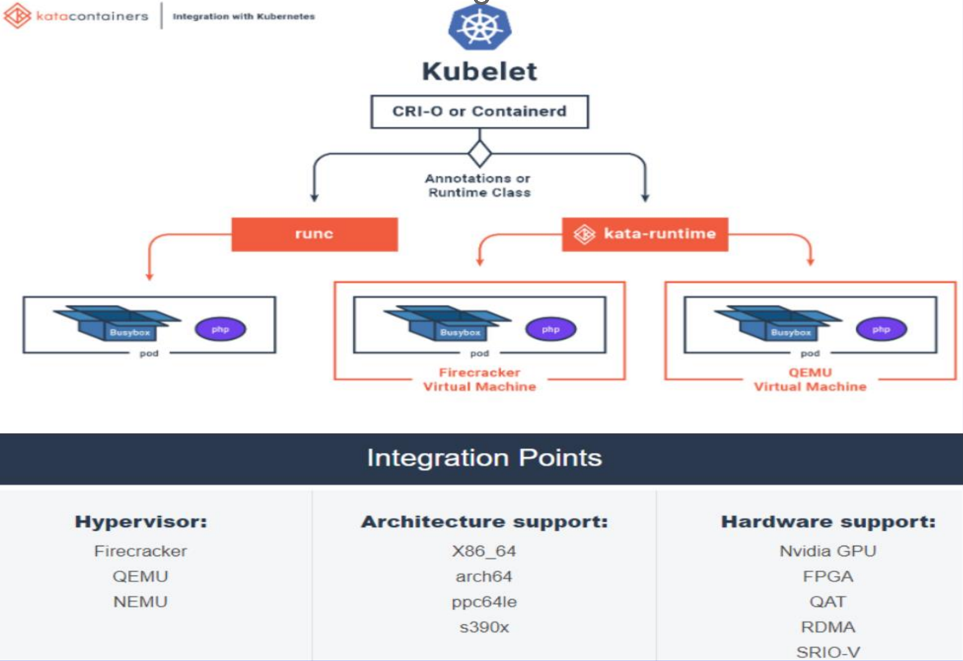 katacontainers
Integration with Kubernetes
Kubelet
CRI-O or Containerd
Annotations or
Runtime Class
runc
kata-runtime
Busybox
php
pod
Busybox
php
pod
Firecracker
Virtual Machine
Busybox
php
pod
QEMU
Virtual Machine
Integration Points
Hypervisor:
Firecracker
QEMU
NEMU
Architecture support:
X86_64
arch64
ppc64le
s390x
Hardware support:
Nvidia GPU
FPGA
QAT
RDMA
SRIO-V